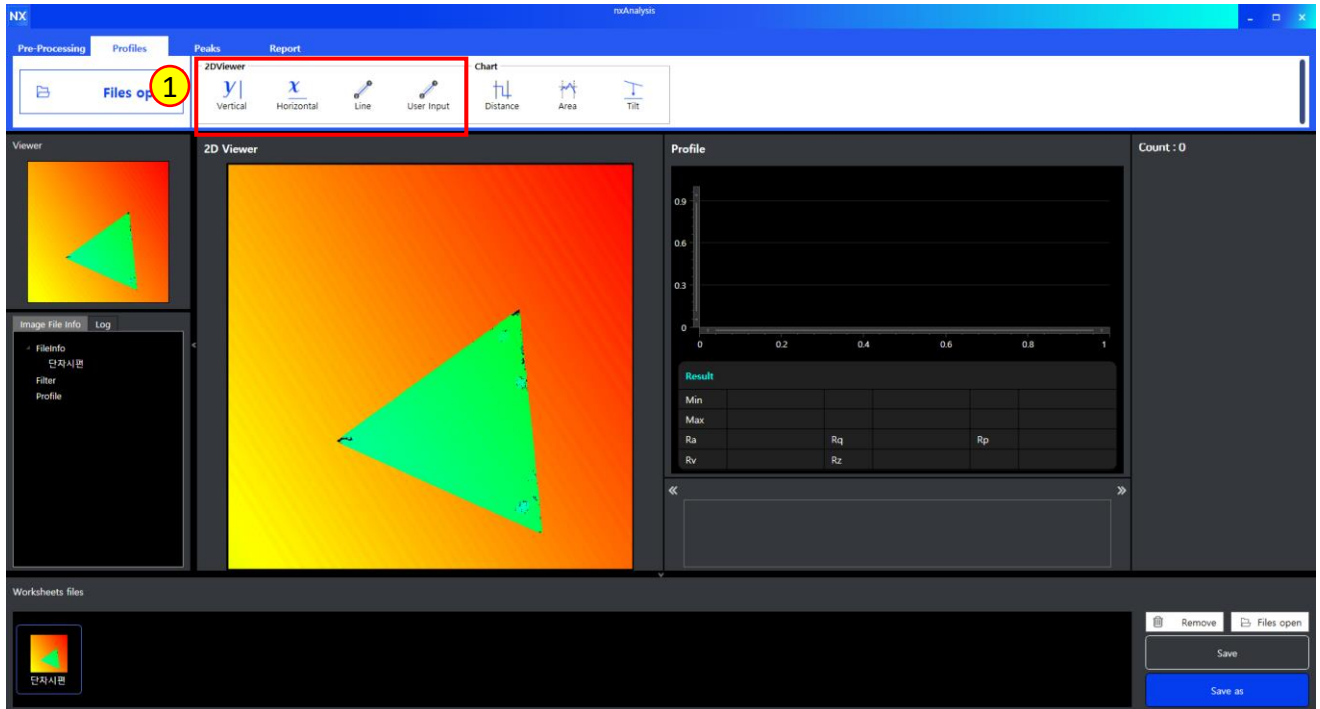 NX
nxAnalysis
Pre-Processing Profiles Peaks Report
Files op
1
2DViewer
y|
Vertical
x
Horizontal
Line
User Input
Chart
Distance
Area
Tilt
Viewer
Image File Info Log
FileInfo
단자시편
Filter
Profile
2D Viewer
Profile
0.9
0.6
0.3
0
0 0.2 0.4 0.6 0.8 1
Result
Min
Max
Ra Rq Rp
Rv Rz
«
»
Count : 0
Worksheets files
단자시편
Remove
Files open
Save
Save as